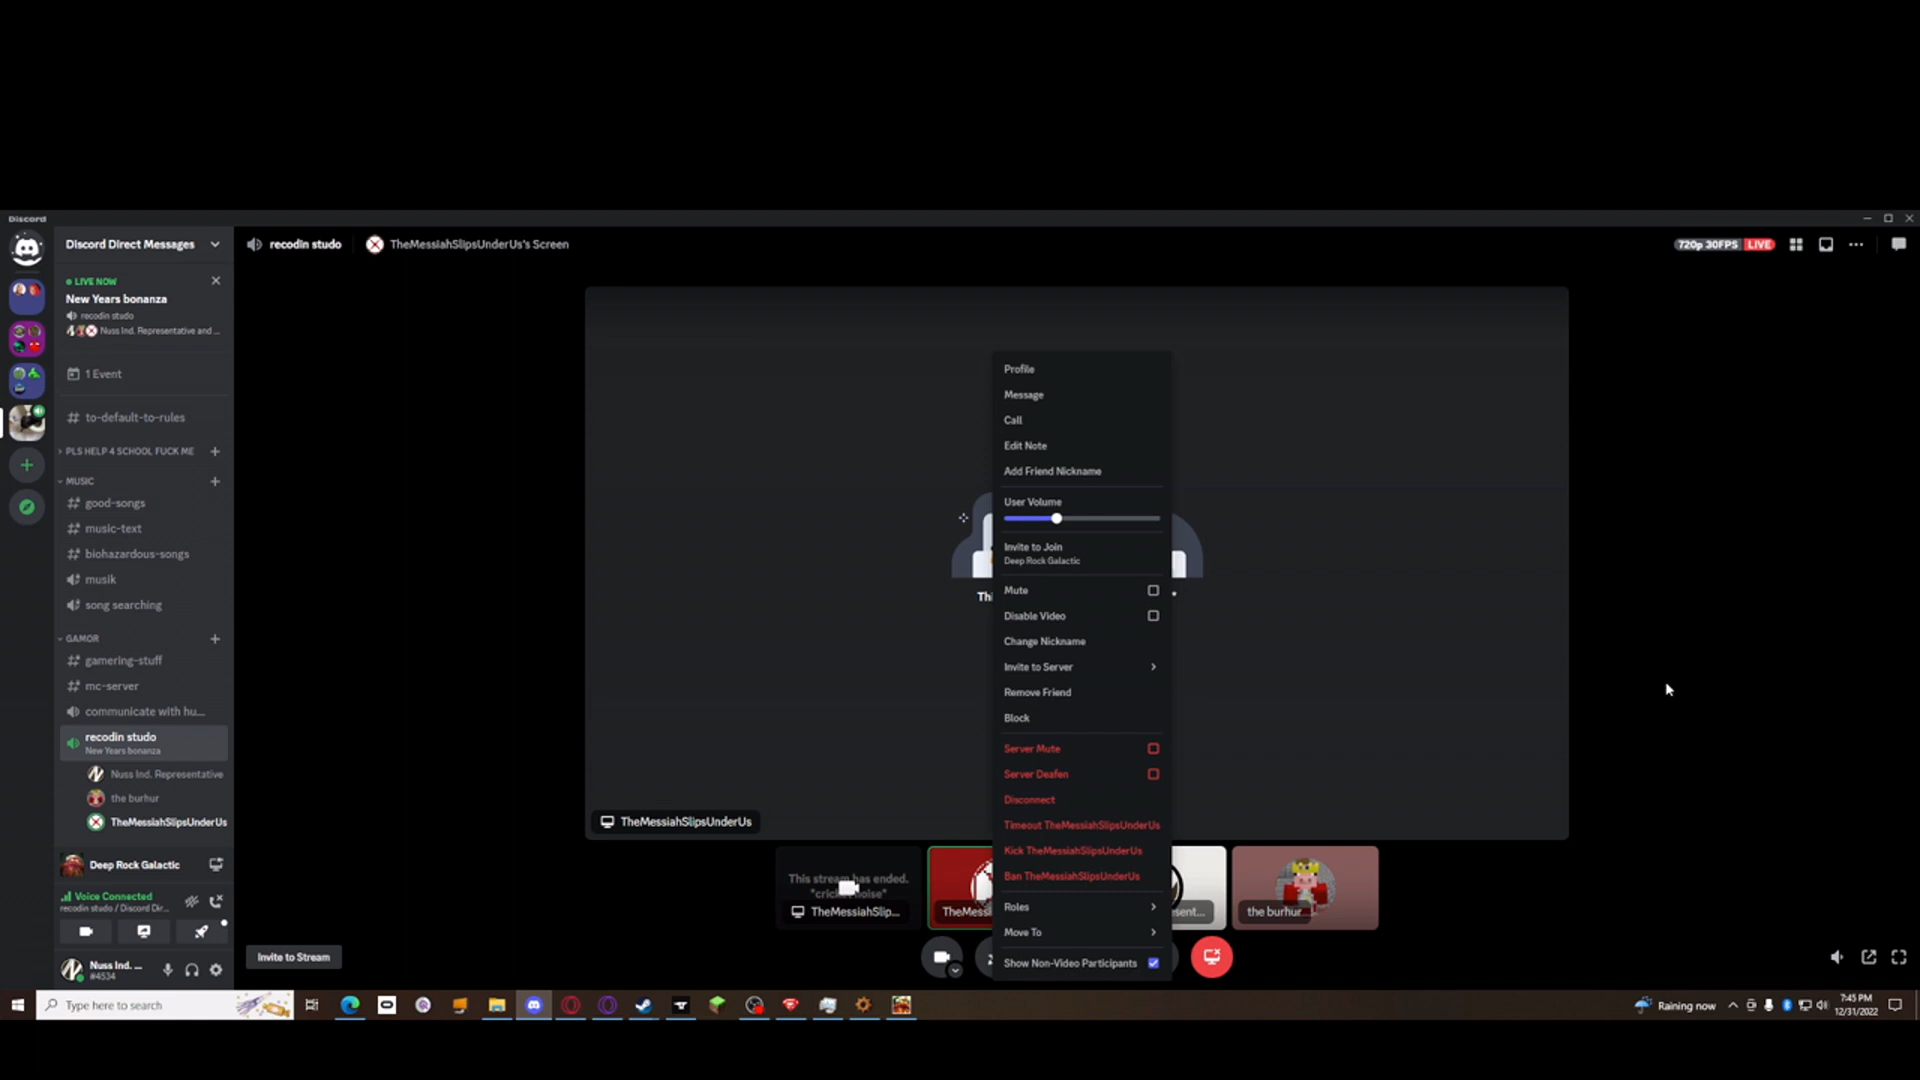 Discord
Discord Direct Messages
recodin studo
TheMessiahSlipsUnderUs's Screen
720p 30FPS LIVE
LIVE NOW
New Years bonanza
recodin studo
Nuss Ind. Representative and ...
1 Event
to-default-to-rules
PLS HELP 4 SCHOOL FUCK ME
MUSIC
good-songs
music-text
biohazardous-songs
musik
song searching
GAMOR
gamering-stuff
mc-server
communicate with hu...
recodin studo
New Years bonanza
Nuss Ind. Representative
the burhur
TheMessiahSlipsUnderUs
Deep Rock Galactic
Voice Connected
recodin studo / Discord Dir...
Nuss Ind. ...
#4534
Profile
Message
Call
Edit Note
Add Friend Nickname
User Volume
Invite to Join
Deep Rock Galactic
Thi
Mute
Disable Video
Change Nickname
Invite to Server
Remove Friend
Block
Server Mute
Server Deafen
Disconnect
Timeout TheMessiahSlipsUnderUs
Kick TheMessiahSlipsUnderUs
Ban TheMessiahSlipsUnderUs
Roles
Move To
Show Non-Video Participants
TheMessiahSlipsUnderUs
This stream has ended.
TheMessiahSlip...
TheMess
sent...
the burhur
Invite to Stream
Type here to search
Raining now
7:45 PM
12/31/2022